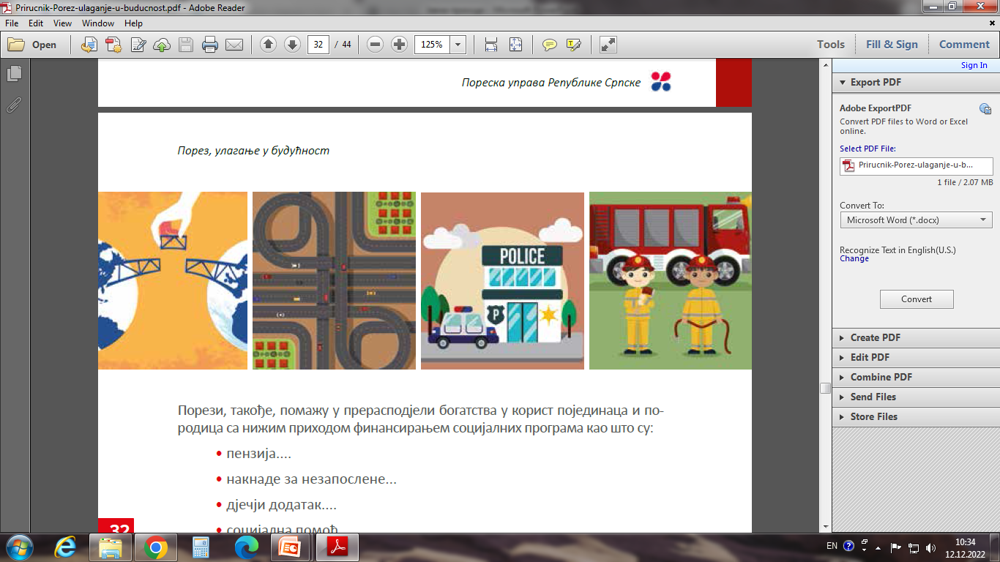 Prirucnik-Porez-ulaganje-u-buducnost.pdf - Adobe Reader
File Edit View Window Help
Open 32 / 44 125% Tools Fill & Sign Comment
Sign In
Пореска управа Републике Српске
Export PDF
Adobe ExportPDF
Convert PDF files to Word or Excel
online.
Select PDF File:
Prirucnik-Porez-ulaganje-u-b...
1 file / 2.07 MB
Convert To:
Microsoft Word (*.docx)
Recognize Text in English(U.S.)
Change
Convert
Create PDF
Edit PDF
Combine PDF
Send Files
Store Files
Порез, улагање у будућност
POLICE
P
Порези, такође, помажу у прерасподјели богатства у корист појединаца и по-
родица са нижим приходом финансирањем социјалних програма као што су:
• пензија....
• накнаде за незапослене...
• дјечји додатак....
• социјална помоћ
32
EN 10:34
12.12.2022